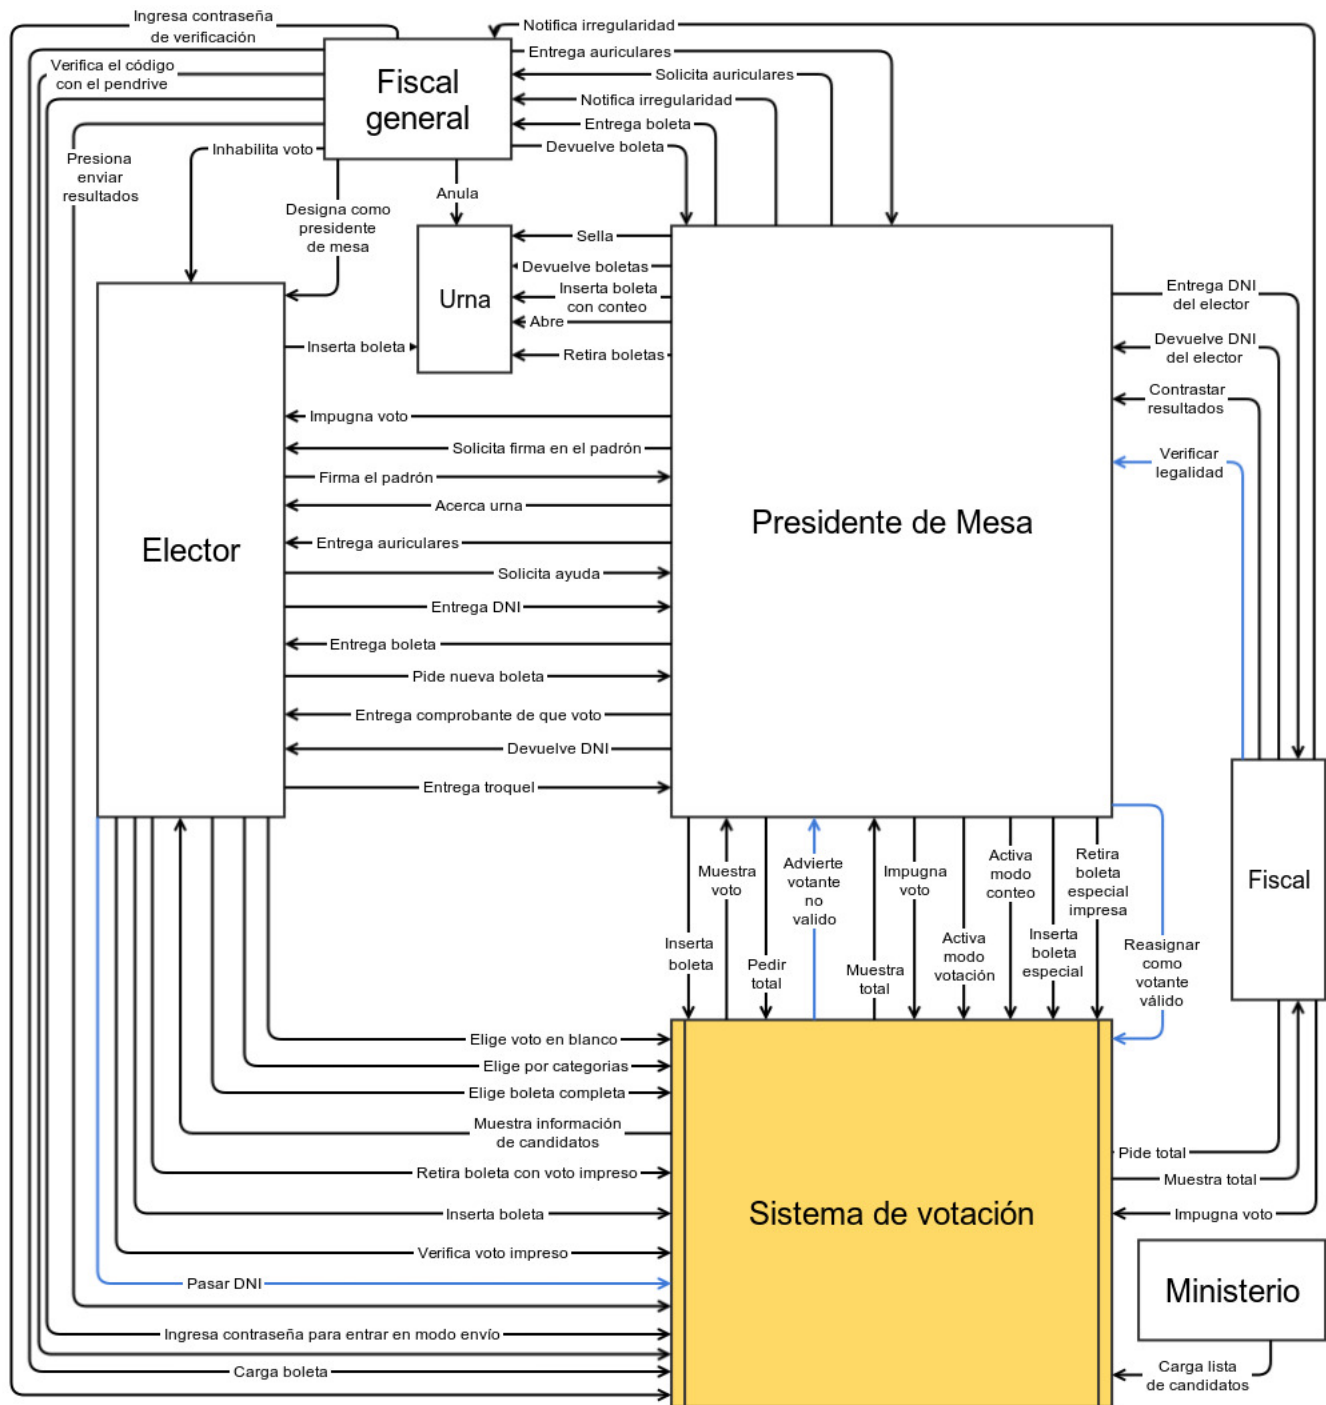 Ingresa contraseña
de verificación
Notifica irregularidad
Entrega auriculares
Verifica el código
con el pendrive
Fiscal
general
Solicita auriculares
Notifica irregularidad
Entrega boleta
Devuelve boleta
Inhabilita voto
Presiona
enviar
resultados
Anula
Designa como
presidente
de mesa
Sella
Devuelve boletas
Urna
Inserta boleta
con conteo
Abre
Inserta boleta
Retira boletas
Entrega DNI
del elector
Devuelve DNI
del elector
Contrastar
resultados
Verificar
legalidad
Impugna voto
Solicita firma en el padrón
Firma el padrón
Acerca urna
Presidente de Mesa
Elector
Entrega auriculares
Solicita ayuda
Entrega DNI
Entrega boleta
Pide nueva boleta
Entrega comprobante de que voto
Devuelve DNI
Entrega troquel
Inserta
boleta
Muestra
voto
Pedir
total
Advierte
votante
no
valido
Muestra
total
Impugna
voto
Activa
modo
votación
Activa
modo
conteo
Inserta
boleta
especial
Retira
boleta
especial
impresa
Reasignar
como
votante
válido
Fiscal
Elige voto en blanco
Elige por categorias
Elige boleta completa
Muestra información
de candidatos
Retira boleta con voto impreso
Inserta boleta
Verifica voto impreso
Pasar DNI
Sistema de votación
Pide total
Muestra total
Impugna voto
Ministerio
Ingresa contraseña para entrar en modo envío
Carga boleta
Carga lista
de candidatos